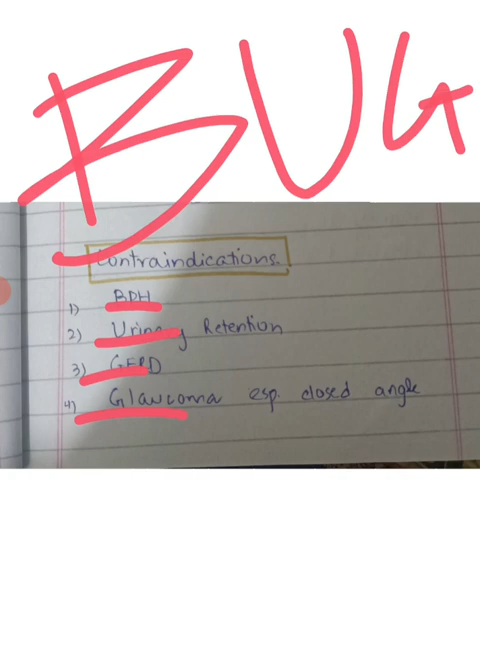 BUG
Contraindications.
1) BPH
2) Urinary Retention
3) GERD
4) Glaucoma esp. closed angle